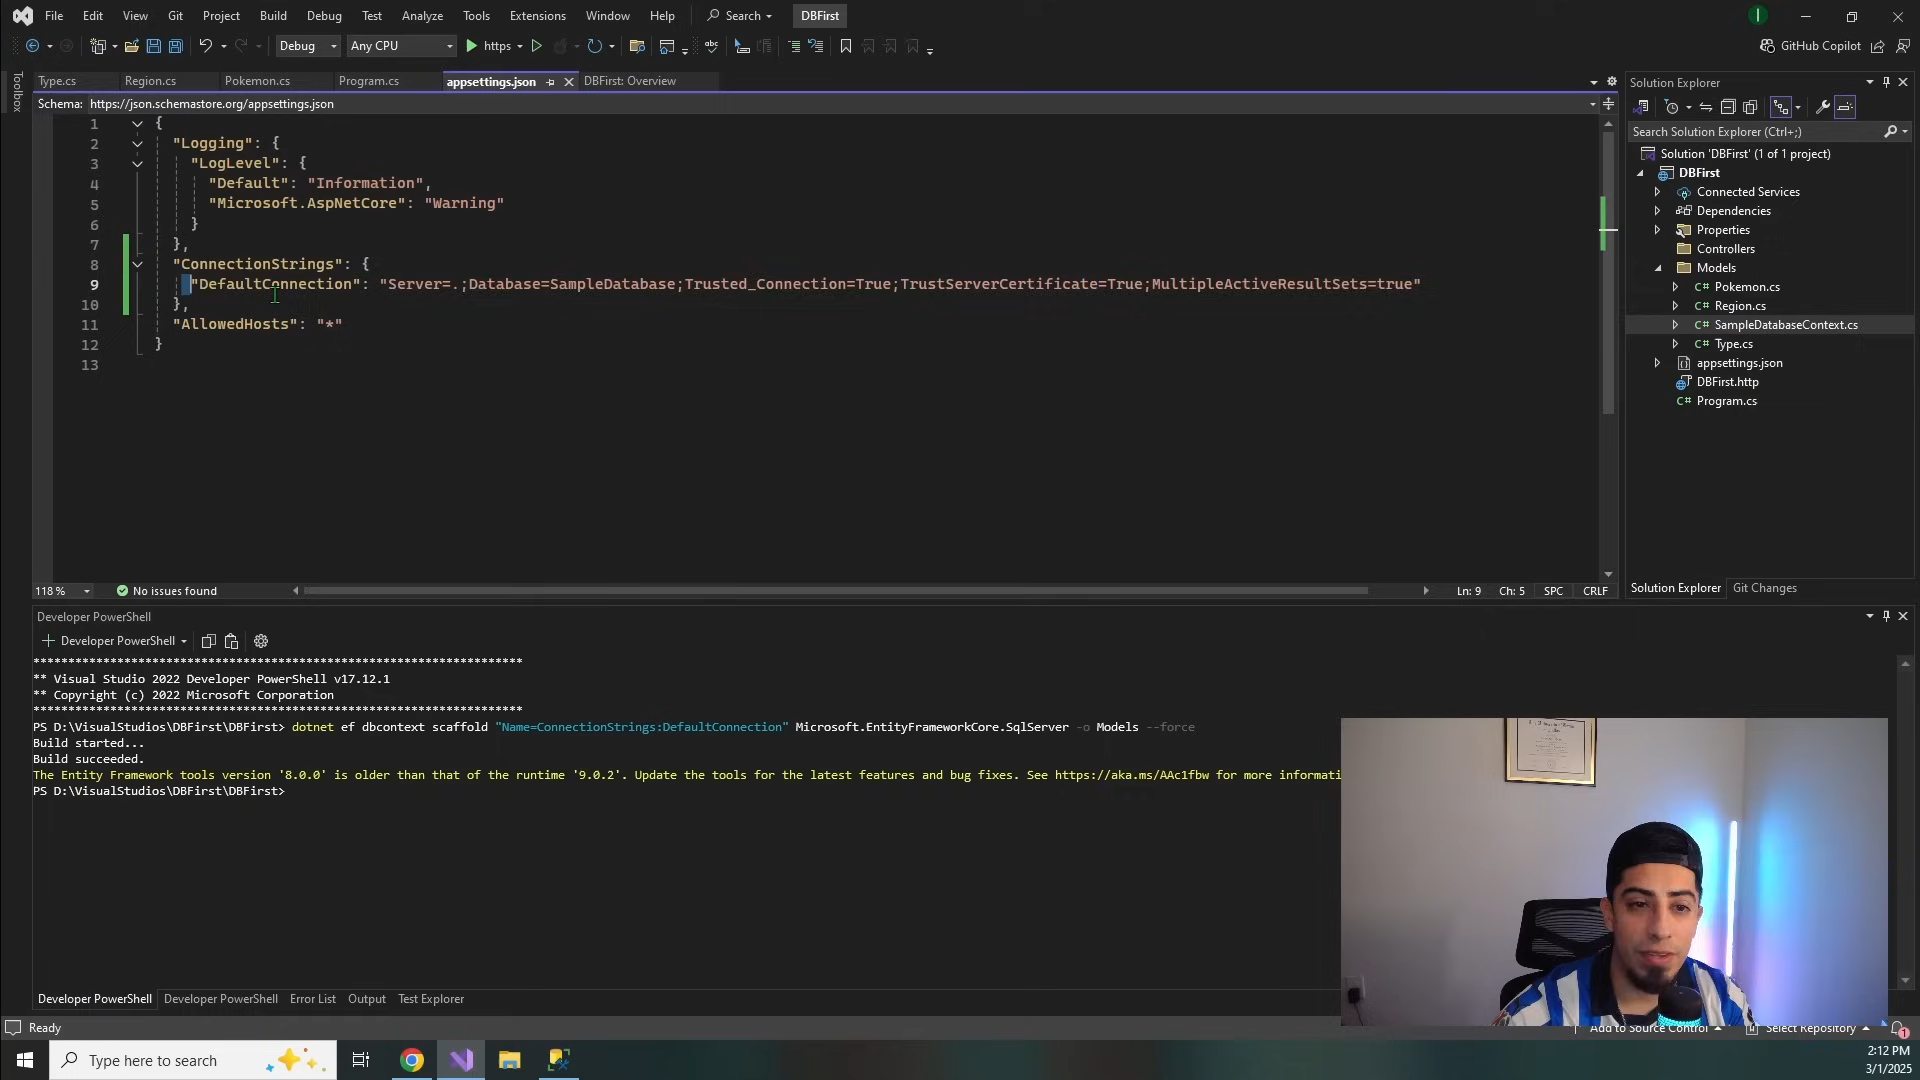 File Edit View Git Project Build Debug Test Analyze Tools Extensions Window Help Search DBFirst
Debug Any CPU https GitHub Copilot
Type.cs Region.cs Pokemon.cs Program.cs appsettings.json DBFirst: Overview
Schema: https://json.schemastore.org/appsettings.json
1 {
2 "Logging": {
3 "LogLevel": {
4 "Default": "Information",
5 "Microsoft.AspNetCore": "Warning"
6 }
7 },
8 "ConnectionStrings": {
9 "DefaultConnection": "Server=.;Database=SampleDatabase;Trusted_Connection=True;TrustServerCertificate=True;MultipleActiveResultSets=true"
10 },
11 "AllowedHosts": "*"
12 }
13
118 % No issues found Ln: 9 Ch: 5 SPC CRLF
Toolbox
Solution Explorer
Search Solution Explorer (Ctrl+;)
Solution 'DBFirst' (1 of 1 project)
DBFirst
Connected Services
Dependencies
Properties
Controllers
Models
C# Pokemon.cs
C# Region.cs
C# SampleDatabaseContext.cs
C# Type.cs
appsettings.json
DBFirst.http
C# Program.cs
Solution Explorer Git Changes
Developer PowerShell
Developer PowerShell
**********************************************************************
** Visual Studio 2022 Developer PowerShell v17.12.1
** Copyright (c) 2022 Microsoft Corporation
**********************************************************************
PS D:\VisualStudios\DBFirst\DBFirst> dotnet ef dbcontext scaffold "Name=ConnectionStrings:DefaultConnection" Microsoft.EntityFrameworkCore.SqlServer -o Models --force
Build started...
Build succeeded.
The Entity Framework tools version '8.0.0' is older than that of the runtime '9.0.2'. Update the tools for the latest features and bug fixes. See https://aka.ms/AAc1fbw for more informati
PS D:\VisualStudios\DBFirst\DBFirst>
Developer PowerShell Developer PowerShell Error List Output Test Explorer
Ready Add to Source Control Select Repository 1
Type here to search
2:12 PM
3/1/2025